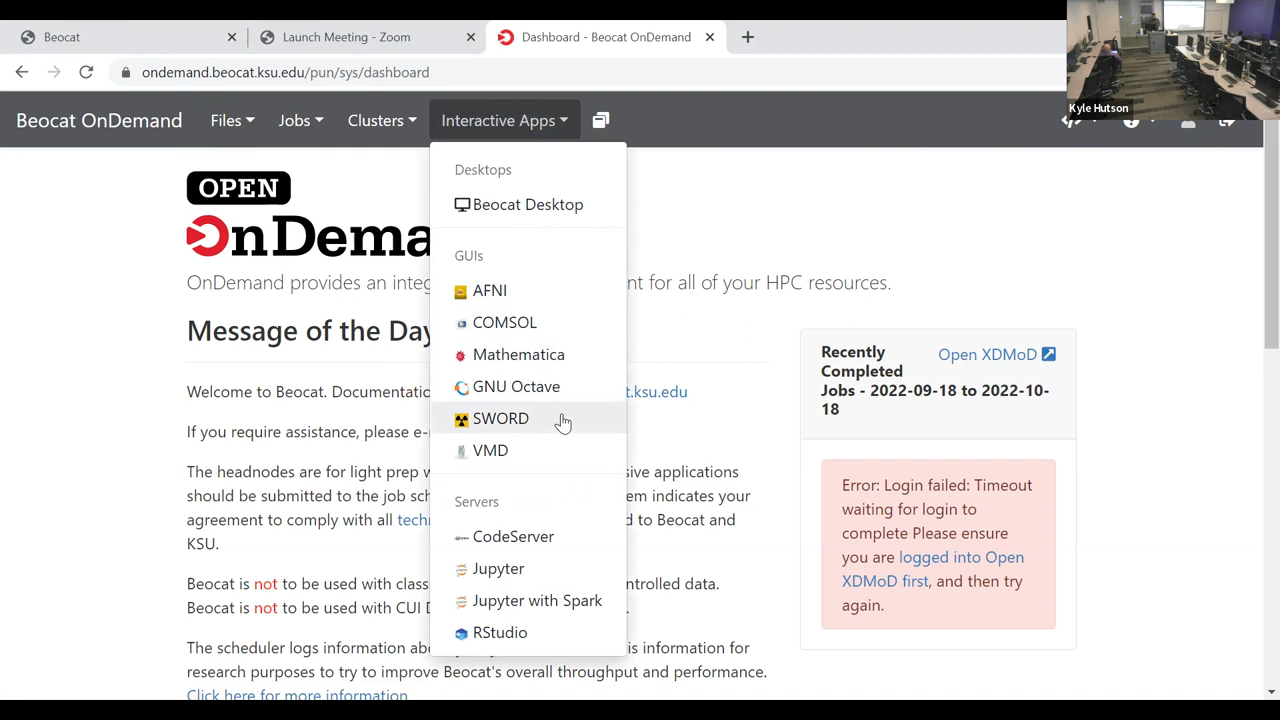 Beocat
Launch Meeting - Zoom
Dashboard - Beocat OnDemand
ondemand.beocat.ksu.edu/pun/sys/dashboard
Kyle Hutson
Beocat OnDemand
Files
Jobs
Clusters
Interactive Apps
Desktops
Beocat Desktop
GUIs
AFNI
COMSOL
Mathematica
GNU Octave
SWORD
VMD
Servers
CodeServer
Jupyter
Jupyter with Spark
RStudio
OPEN
OnDema
OnDemand provides an integ
nt for all of your HPC resources.
Message of the Day
Welcome to Beocat. Documentatio
t.ksu.edu
If you require assistance, please e-
The headnodes are for light prep
sive applications
should be submitted to the job sch
em indicates your
agreement to comply with all techn
d to Beocat and
KSU.
Beocat is not to be used with class
ntrolled data.
Beocat is not to be used with CUI
The scheduler logs information abo
is information for
research purposes to try to improve Beocat's overall throughput and performance.
Click here for more information
Recently
Completed
Jobs - 2022-09-18 to 2022-10-
18
Open XDMoD
Error: Login failed: Timeout
waiting for login to
complete Please ensure
you are logged into Open
XDMoD first, and then try
again.